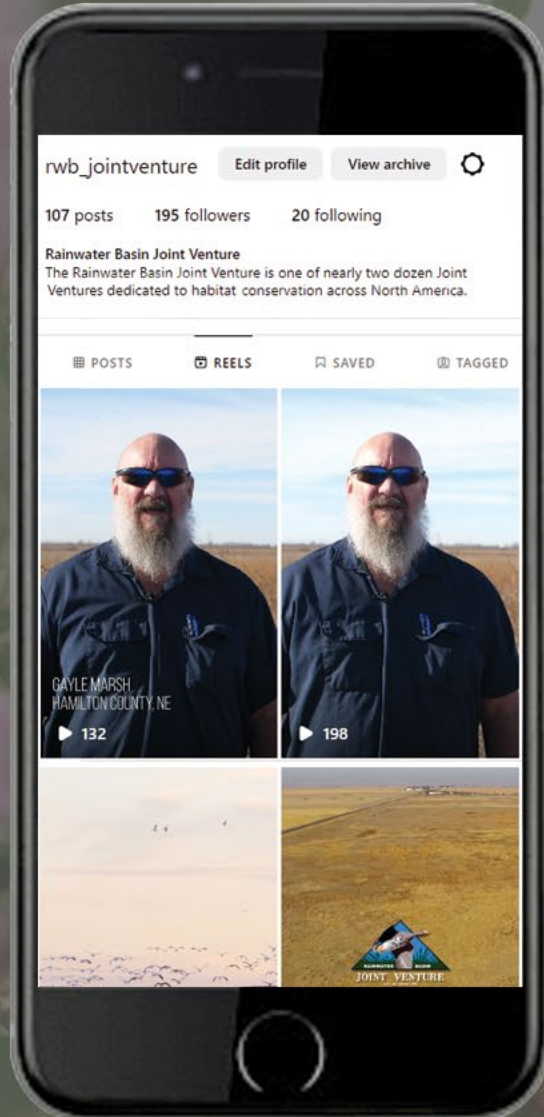 rwb_jointventure Edit profile View archive
107 posts 195 followers 20 following
Rainwater Basin Joint Venture
The Rainwater Basin Joint Venture is one of nearly two dozen Joint
Ventures dedicated to habitat conservation across North America.
POSTS REELS SAVED TAGGED
GAYLE MARSH
HAMILTON COUNTY, NE
132
198
RAINWATER BASIN
JOINT VENTURE